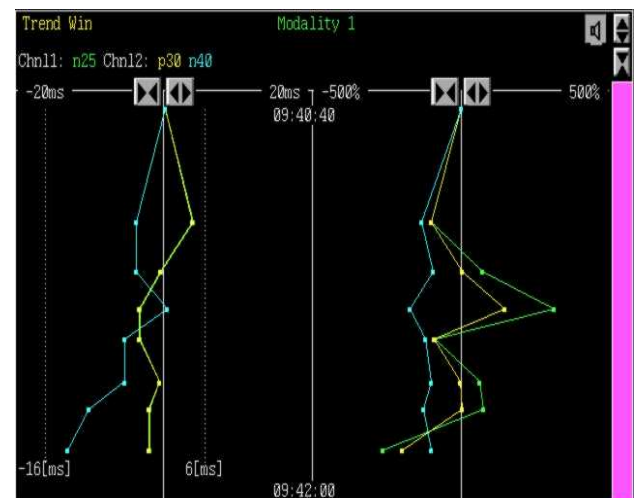 Trend Win Modality 1
Chnl1: n25 Chnl2: p30 n40
-20ms 20ms -500% 500%
09:40:40
-16[ms] 6[ms]
09:42:00